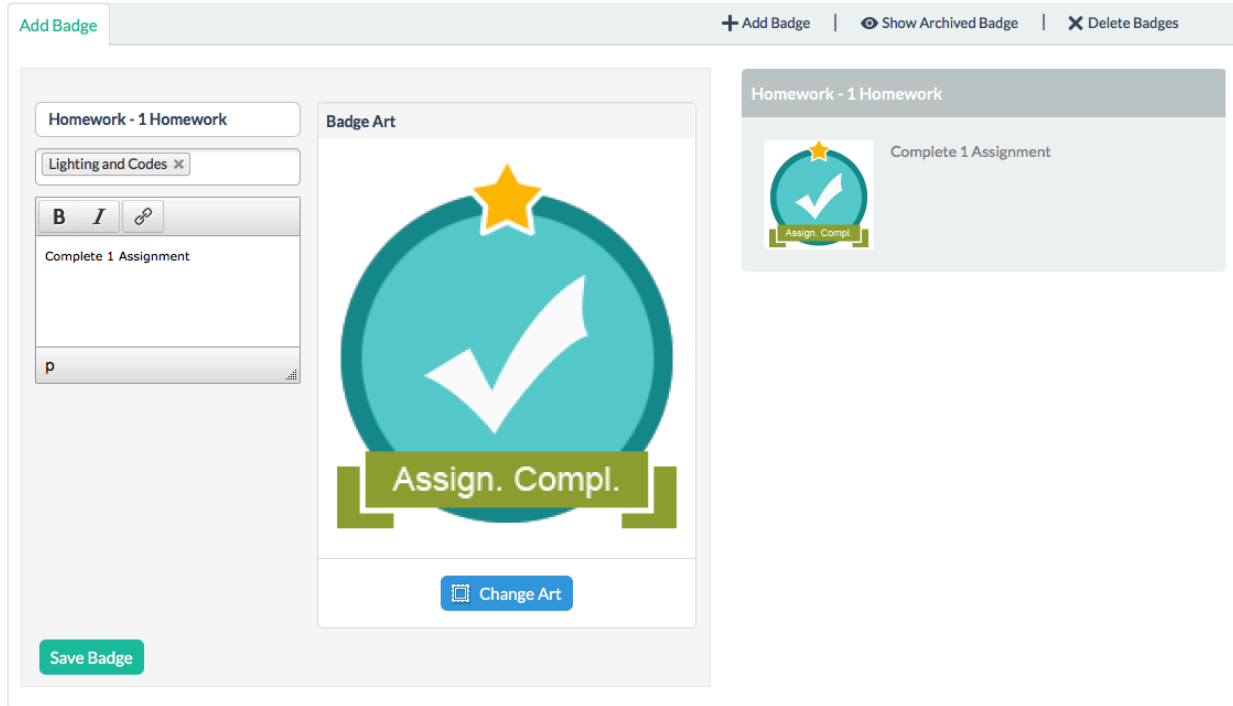 Add Badge
Add Badge | Show Archived Badge | Delete Badges
Homework - 1 Homework
Lighting and Codes
B I
Complete 1 Assignment
p
Badge Art
Assign. Compl.
Change Art
Save Badge
Homework - 1 Homework
Complete 1 Assignment
Assign. Compl.